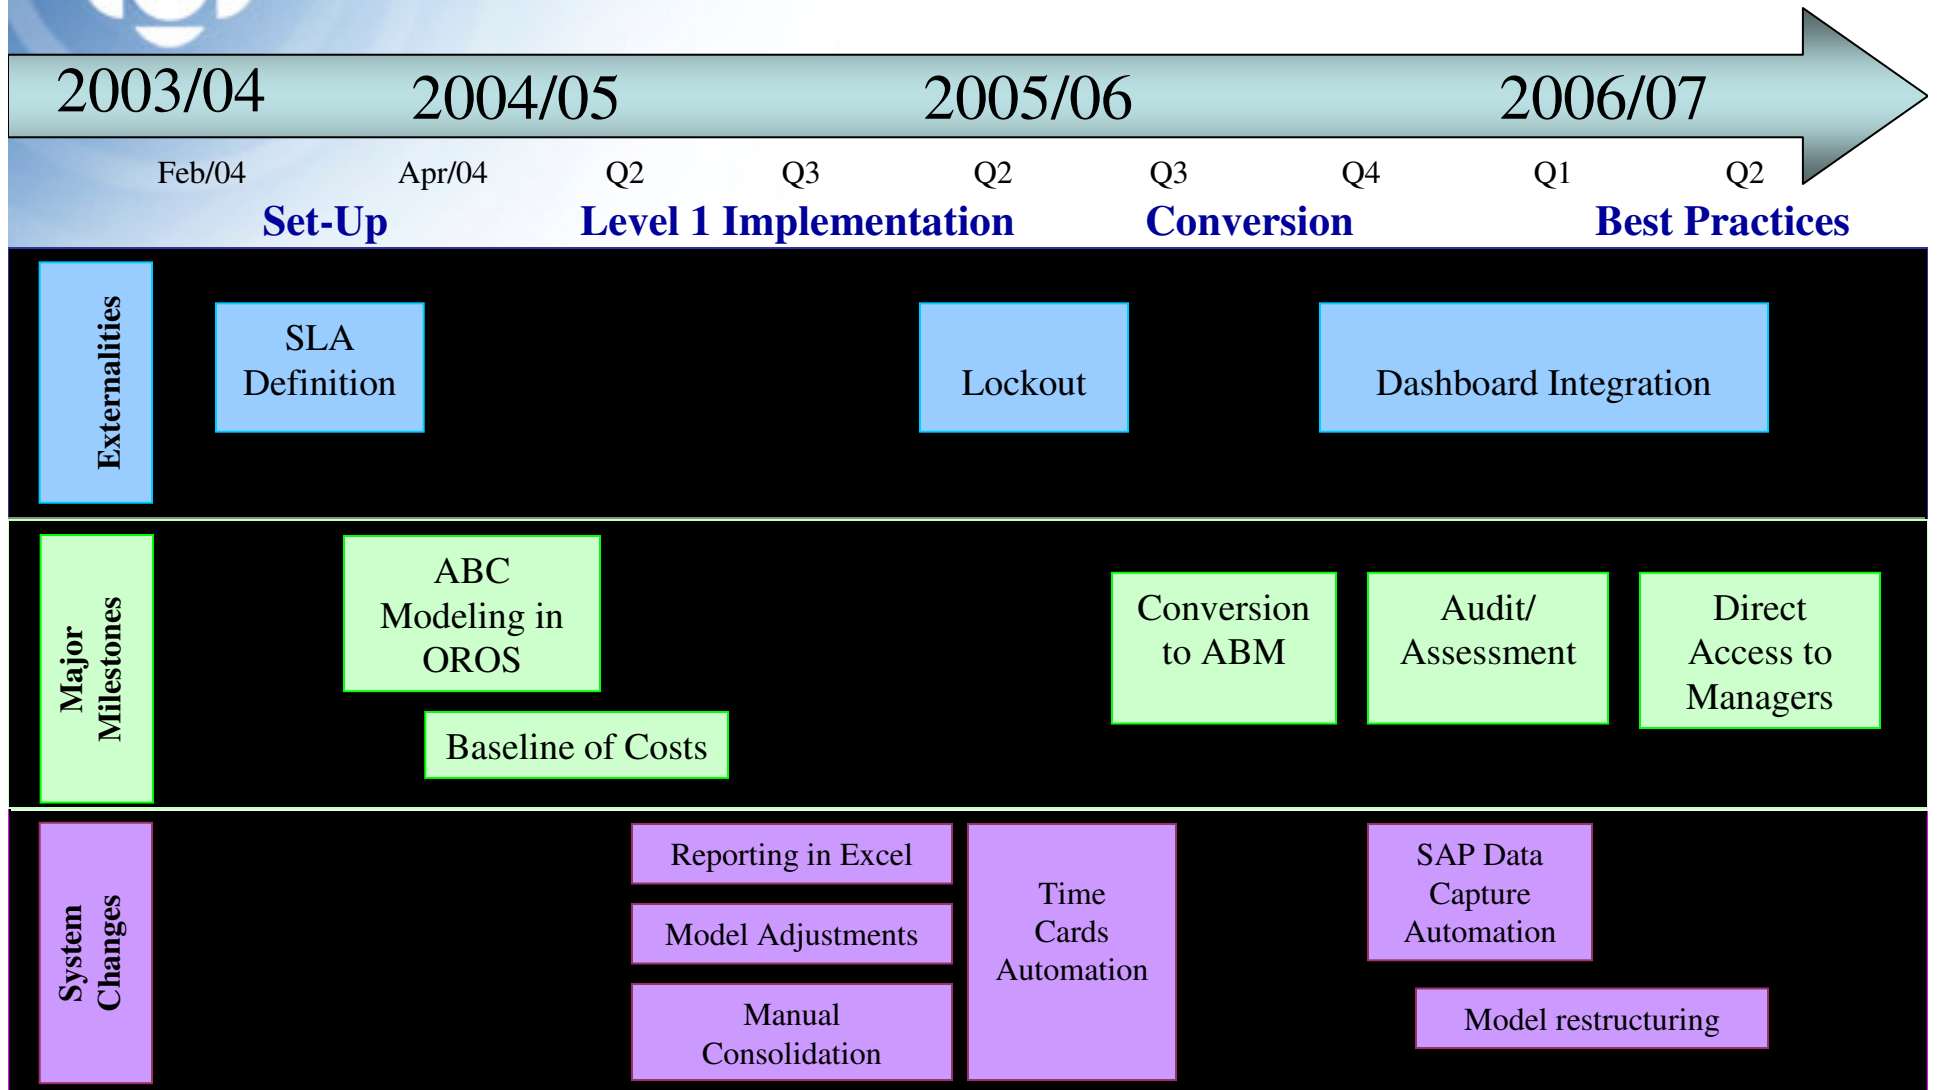 2003/04
2004/05
2005/06
2006/07
Feb/04
Apr/04
Q2
Q3
Q2
Q3
Q4
Q1
Q2
Set-Up
Level 1 Implementation
Conversion
Best Practices
Externalities
SLA
Definition
Lockout
Dashboard Integration
Major
Milestones
ABC
Modeling in
OROS
Baseline of Costs
Conversion
to ABM
Audit/
Assessment
Direct
Access to
Managers
System
Changes
Reporting in Excel
Model Adjustments
Manual
Consolidation
Time
Cards
Automation
SAP Data
Capture
Automation
Model restructuring